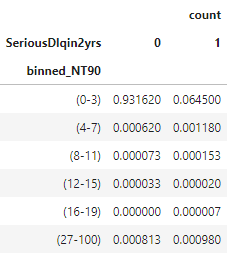 count
SeriousDlqin2yrs 0 1
binned_NT90
(0-3) 0.931620 0.064500
(4-7) 0.000620 0.001180
(8-11) 0.000073 0.000153
(12-15) 0.000033 0.000020
(16-19) 0.000000 0.000007
(27-100) 0.000813 0.000980